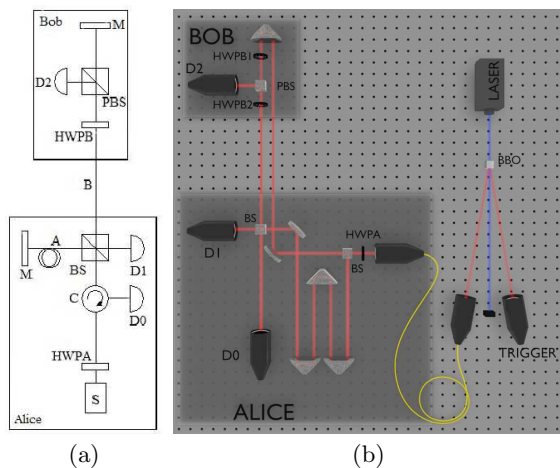 Bob
M
D2
PBS
HWPB
B
A
M
BS
D1
C
D0
HWPA
S
Alice
(a)
BOB
HWPB1
D2
PBS
HWPB2
LASER
BBO
BS
HWPA
D1
BS
D0
TRIGGER
ALICE
(b)